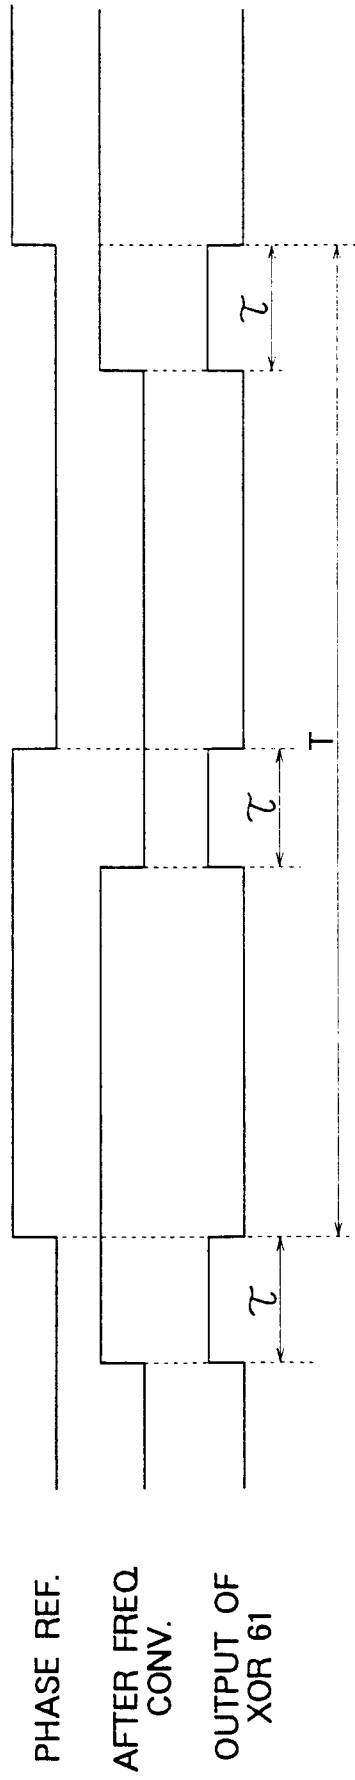 PHASE REF.
AFTER FREQ.
CONV.
OUTPUT OF
XOR 61
τ
τ
τ
T